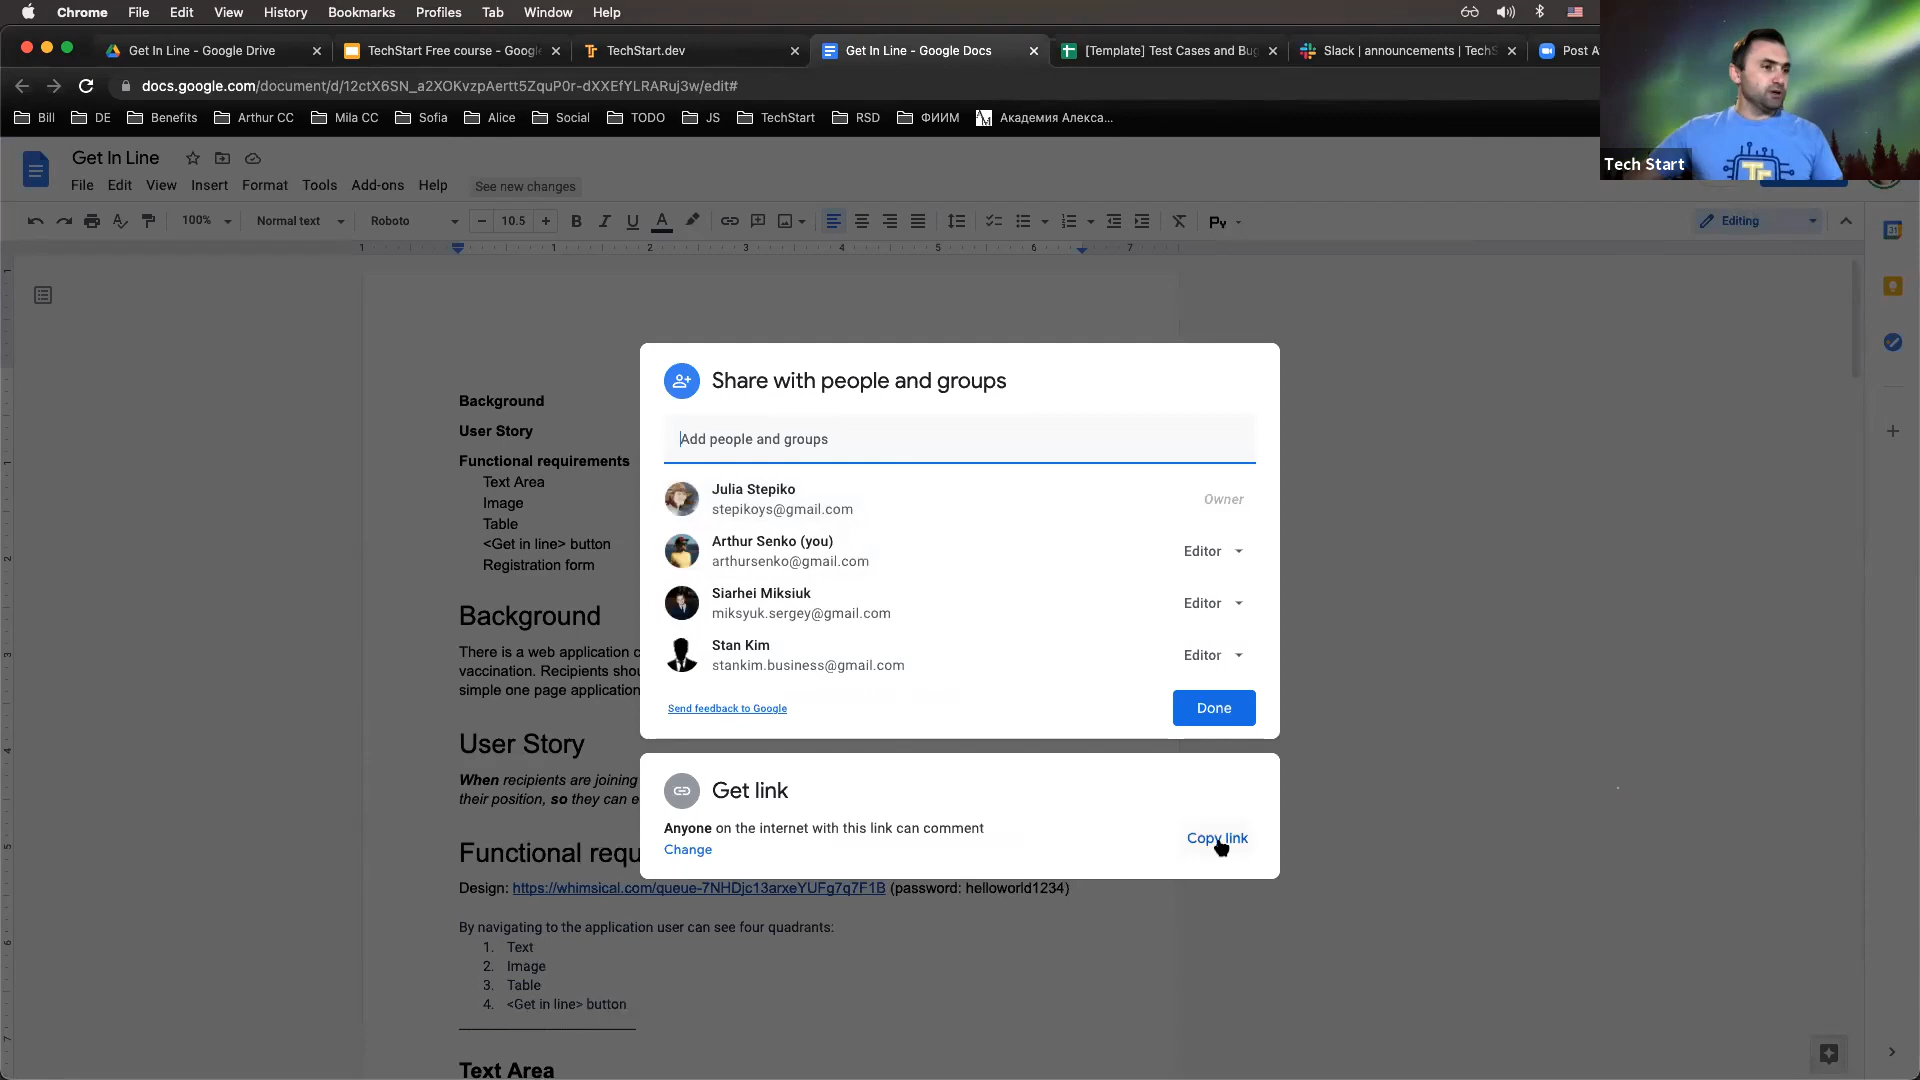 Chrome File Edit View History Bookmarks Profiles Tab Window Help
Get In Line - Google Drive
TechStart Free course - Google
TechStart.dev
Get In Line - Google Docs
[Template] Test Cases and Bug
Slack | announcements | TechS
Post A
docs.google.com/document/d/12ctX6SN_a2XOKvzpAertt5ZquP0r-dXXEfYLRARuj3w/edit#
Bill DE Benefits Arthur CC Mila CC Sofia Alice Social TODO JS TechStart RSD ФИИМ Академия Алекса...
Tech Start
Get In Line
File Edit View Insert Format Tools Add-ons Help See new changes
100% Normal text Roboto 10.5 Editing
1 1 2 3 4 5 6 7
Background
User Story
Functional requirements
Text Area
Image
Table
<Get in line> button
Registration form
Background
There is a web application
vaccination. Recipients
simple one page application
User Story
When recipients are joining
their position, so they can
Functional
Design: https://whimsical.com/queue-7NHDjc13arxeYUFg7q7F1B (password: helloworld1234)
By navigating to the application user can see four quadrants:
1. Text
2. Image
3. Table
4. <Get in line> button
Text Area
Share with people and groups
Add people and groups
Julia Stepiko
stepikoys@gmail.com
Owner
Arthur Senko (you)
arthursenko@gmail.com
Editor
Siarhei Miksiuk
miksyuk.sergey@gmail.com
Editor
Stan Kim
stankim.business@gmail.com
Editor
Send feedback to Google
Done
Get link
Anyone on the internet with this link can comment
Change
Copy link